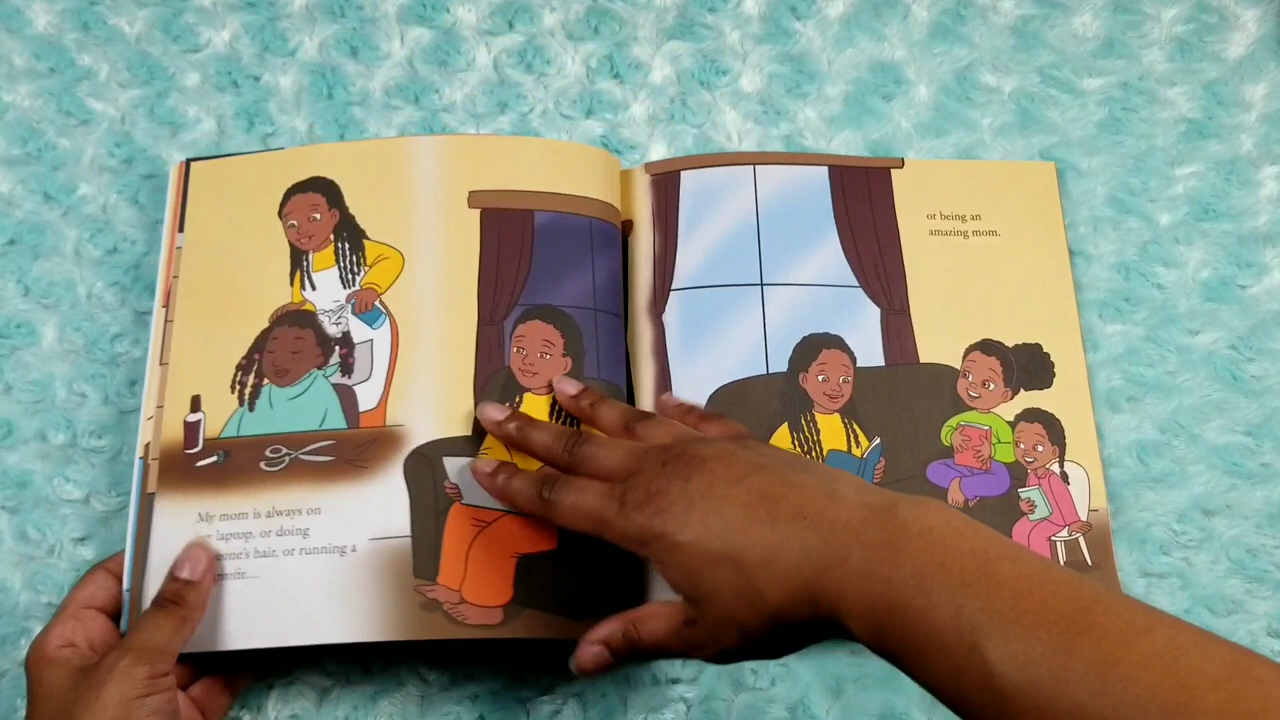 My mom is always on
laptop, or doing
hair, or running a
or being an
amazing mom.